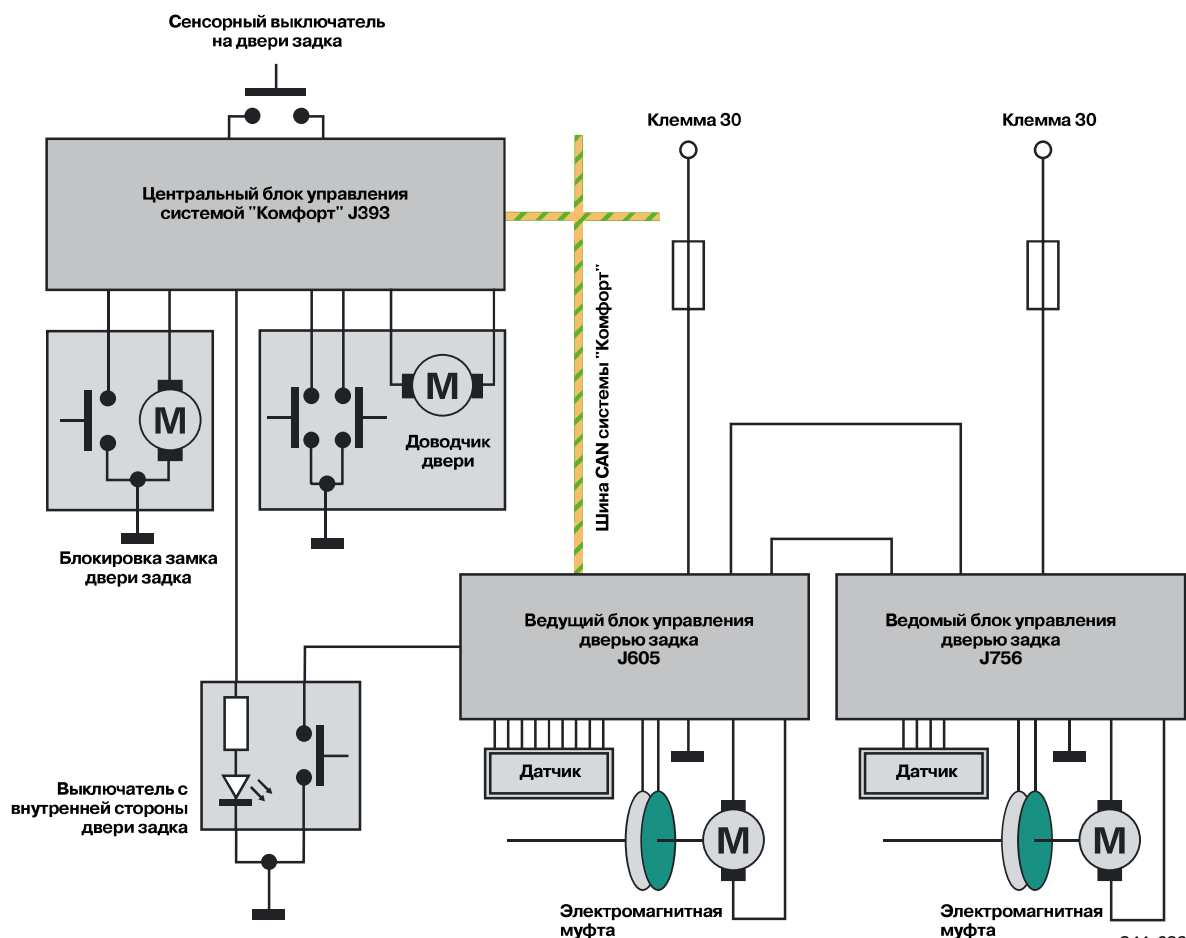 Сенсорный выключатель
на двери задка
Клемма 30
Клемма 30
Центральный блок управления
системой "Комфорт" J393
Шина CAN системы "Комфорт"
M
M
Доводчик
двери
Блокировка замка
двери задка
Ведущий блок управления
дверью задка
J605
Ведомый блок управления
дверью задка
J756
Датчик
Датчик
Выключатель с
внутренней стороны
двери задка
M
M
Электромагнитная
муфта
Электромагнитная
муфта